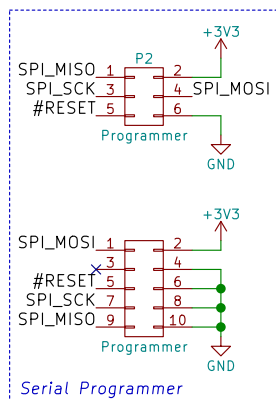 +3V3
P2
SPI_MISO 1 2
SPI_SCK 3 4 SPI_MOSI
#RESET 5 6
Programmer
GND
+3V3
SPI_MOSI 1 2
3 4
#RESET 5 6
SPI_SCK 7 8
SPI_MISO 9 10
Programmer
GND
Serial Programmer